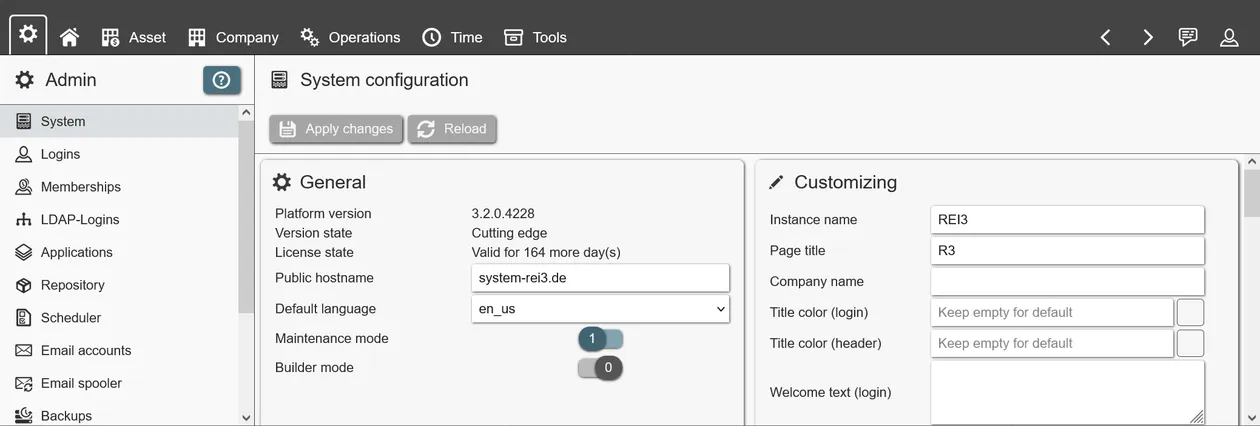 Asset Company Operations Time Tools
Admin
System
Logins
Memberships
LDAP-Logins
Applications
Repository
Scheduler
Email accounts
Email spooler
Backups
System configuration
Apply changes Reload
General
Platform version 3.2.0.4228
Version state Cutting edge
License state Valid for 164 more day(s)
Public hostname system-rei3.de
Default language en_us
Maintenance mode 1
Builder mode 0
Customizing
Instance name REI3
Page title R3
Company name
Title color (login) Keep empty for default
Title color (header) Keep empty for default
Welcome text (login)